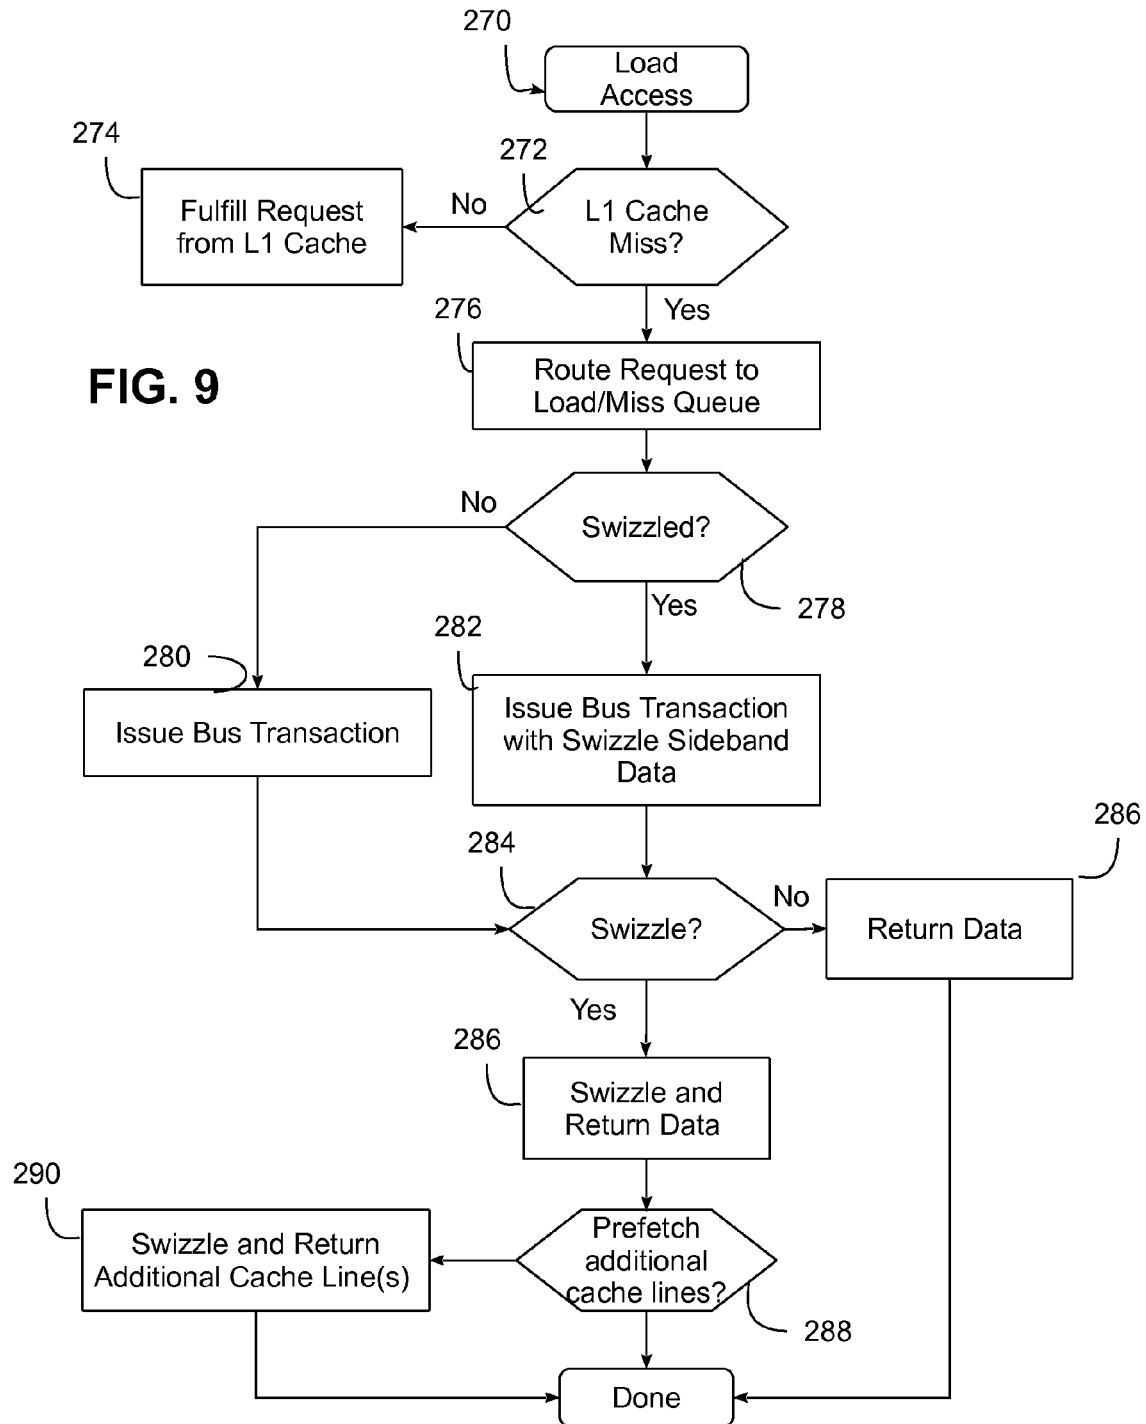 270
Load
Access
274
272
Fulfill Request
from L1 Cache
No
L1 Cache
Miss?
276
Yes
FIG. 9
Route Request to
Load/Miss Queue
No
Swizzled?
278
Yes
282
280
Issue Bus Transaction
Issue Bus Transaction
with Swizzle Sideband
Data
286
284
No
Swizzle?
Return Data
Yes
286
Swizzle and
Return Data
290
Swizzle and Return
Additional Cache Line(s)
Prefetch
additional
cache lines?
288
Done